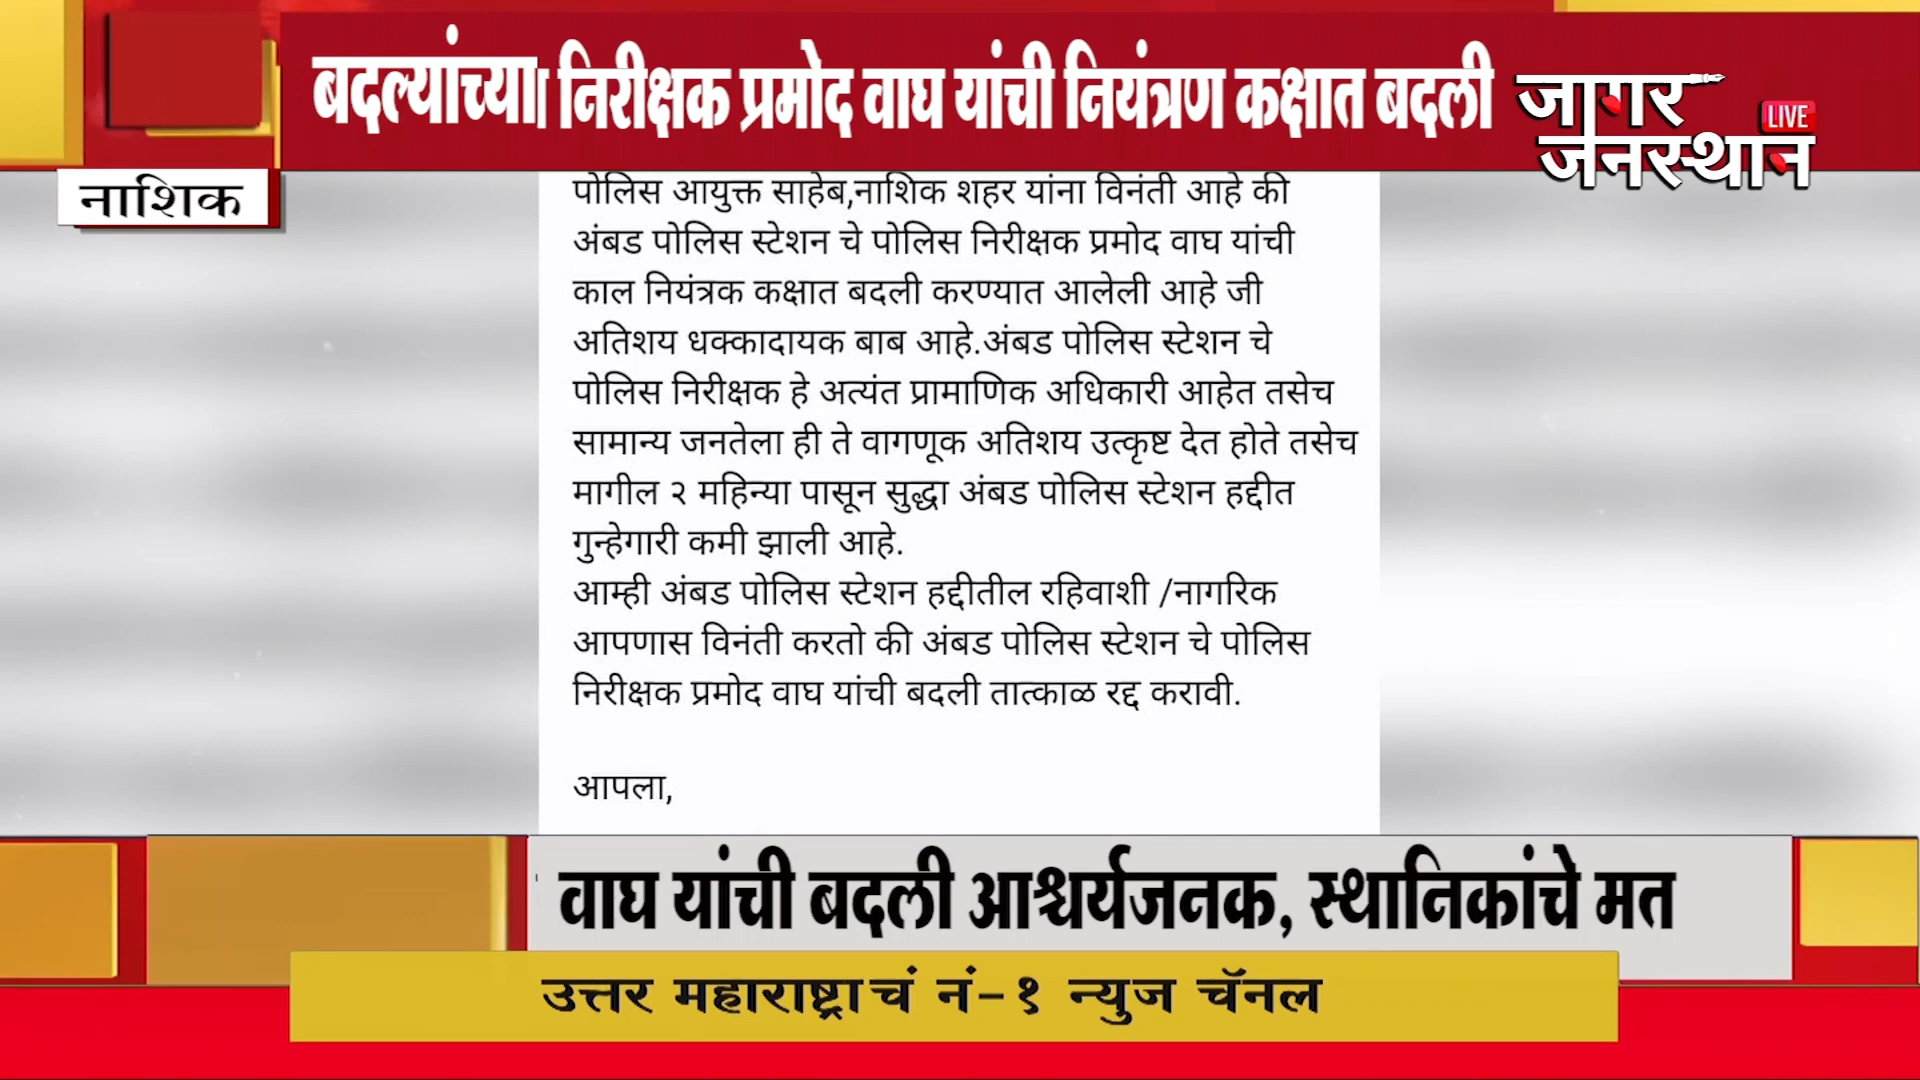 बदल्यांच्या निरीक्षक प्रमोद वाघ यांची नियंत्रण कक्षात बदली
जागर
LIVE
जनस्थान
नाशिक
पोलिस आयुक्त साहेब,नाशिक शहर यांना विनंती आहे की
अंबड पोलिस स्टेशन चे पोलिस निरीक्षक प्रमोद वाघ यांची
काल नियंत्रक कक्षात बदली करण्यात आलेली आहे जी
अतिशय धक्कादायक बाब आहे.अंबड पोलिस स्टेशन चे
पोलिस निरीक्षक हे अत्यंत प्रामाणिक अधिकारी आहेत तसेच
सामान्य जनतेला ही ते वागणूक अतिशय उत्कृष्ट देत होते तसेच
मागील २ महिन्या पासून सुद्धा अंबड पोलिस स्टेशन हद्दीत
गुन्हेगारी कमी झाली आहे.
आम्ही अंबड पोलिस स्टेशन हद्दीतील रहिवाशी /नागरिक
आपणास विनंती करतो की अंबड पोलिस स्टेशन चे पोलिस
निरीक्षक प्रमोद वाघ यांची बदली तात्काळ रद्द करावी.
आपला,
वाघ यांची बदली आश्चर्यजनक, स्थानिकांचे मत
उत्तर महाराष्ट्राचं नं-१ न्युज चॅनल